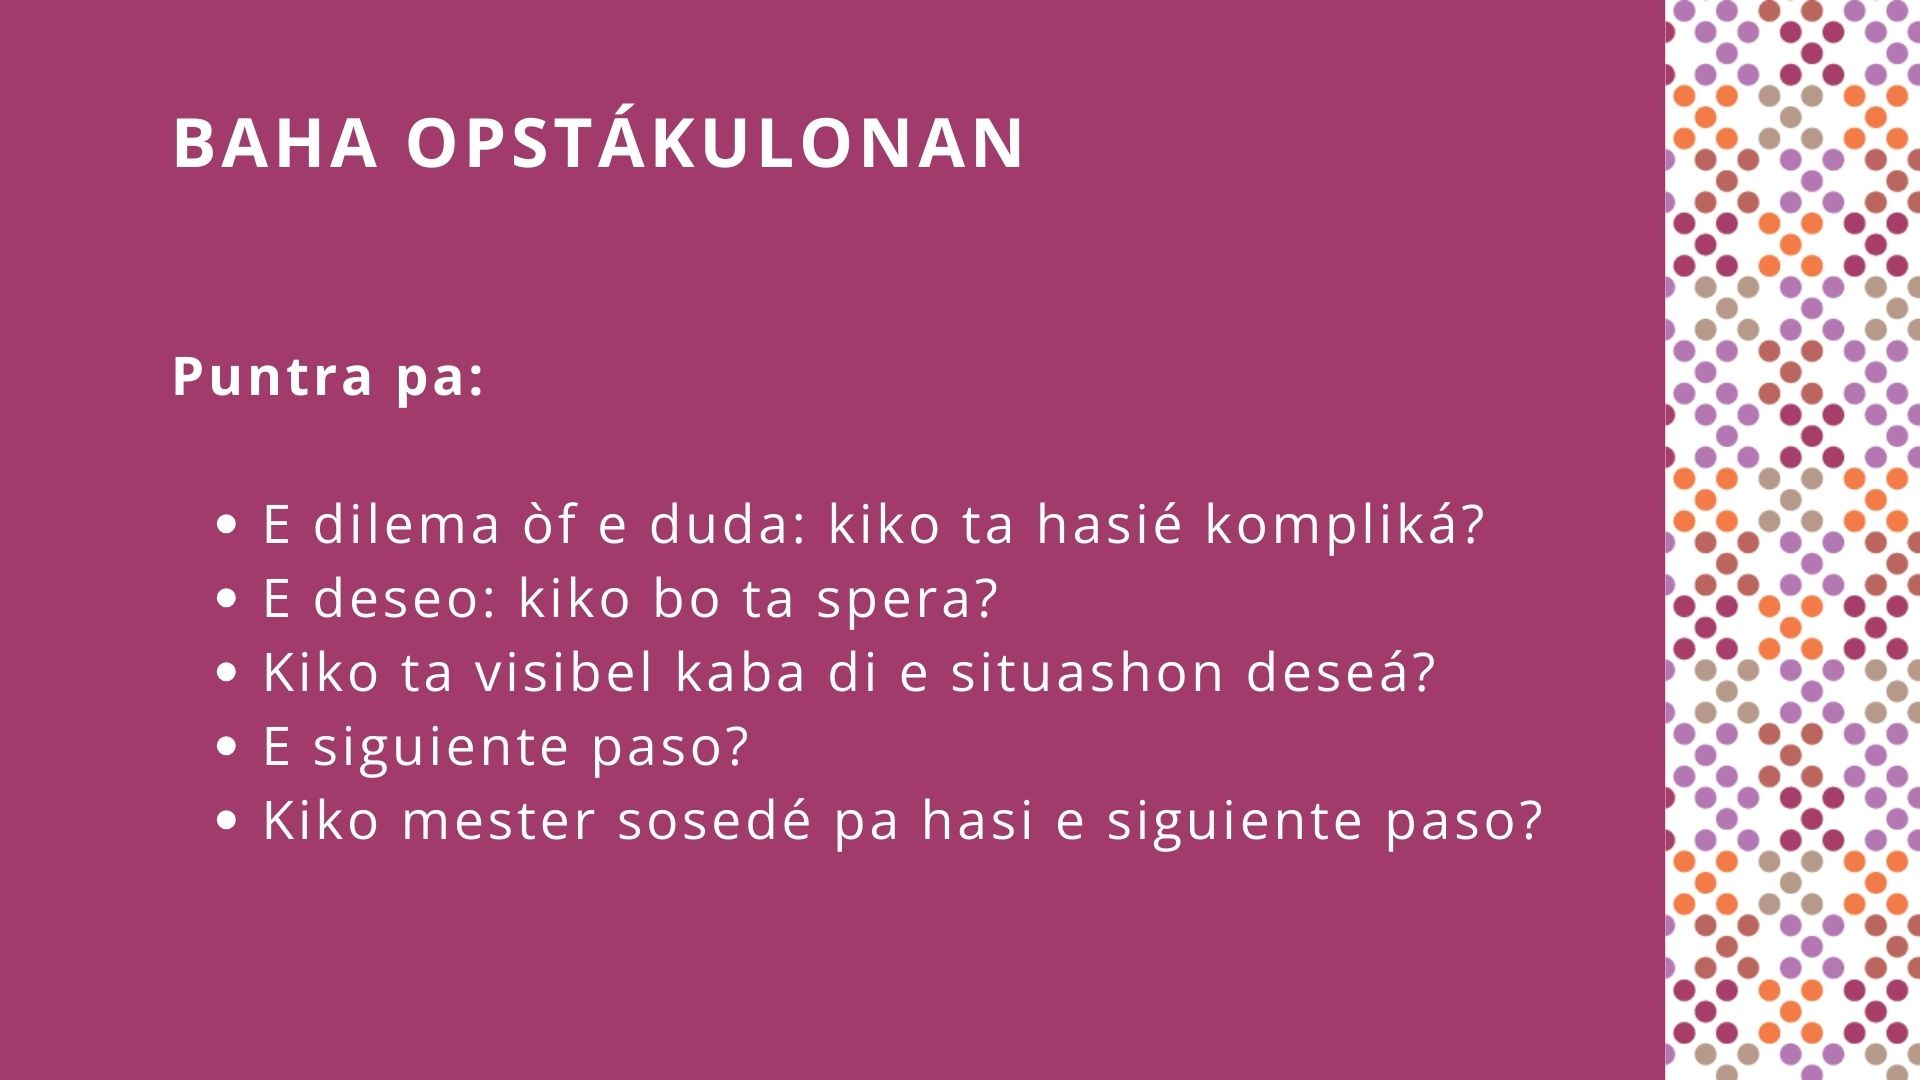 BAHA OPSTÁKULONAN
Puntra pa:
• E dilema òf e duda: kiko ta hasié kompliká?
• E deseo: kiko bo ta spera?
• Kiko ta visibel kaba di e situashon deseá?
• E siguiente paso?
• Kiko mester sosedé pa hasi e siguiente paso?